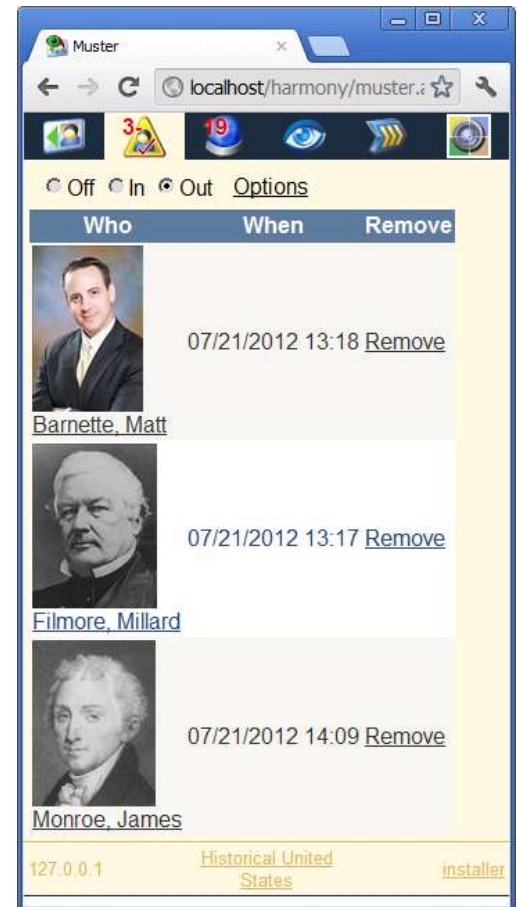 Muster
localhost/harmony/muster.a
3
19
Off In Out Options
Who When Remove
07/21/2012 13:18 Remove
Barnette, Matt
07/21/2012 13:17 Remove
Filmore, Millard
07/21/2012 14:09 Remove
Monroe, James
127.0.0.1 Historical United States installer